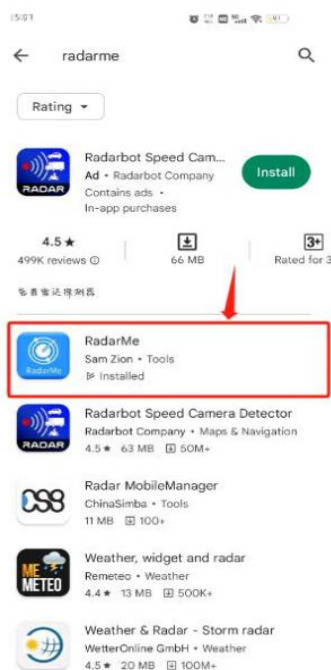 radarme
Rating
Radarbot Speed Cam...
Ad • Radarbot Company
Contains ads •
In-app purchases
Install
RADAR
4.5★
499K reviews
66 MB
3+
Rated for 3
RadarMe
Sam Zion • Tools
Installed
RadarMe
Radarbot Speed Camera Detector
Radarbot Company • Maps & Navigation
4.5★ 63 MB 50M+
RADAR
Radar MobileManager
ChinaSimba • Tools
11 MB 100+
Weather, widget and radar
Remeteo • Weather
4.4★ 13 MB 500K+
ME
METEO
Weather & Radar - Storm radar
WetterOnline GmbH • Weather
4.5★ 20 MB 100M+